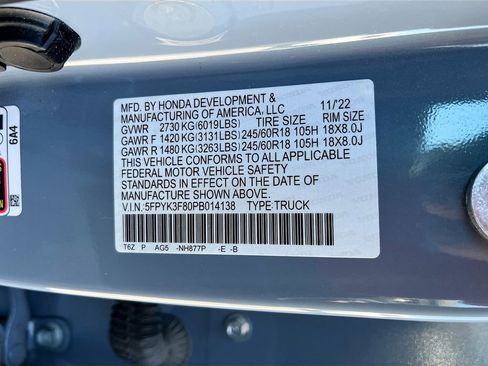 MFD. BY HONDA DEVELOPMENT &
MANUFACTURING OF AMERICA, LLC 11/'22
GVWR 2730 KG(6019LBS) TIRE SIZE RIM SIZE
GAWR F 1420 KG(3131LBS) 245/60R18 105H 18X8.0J
GAWR R 1480 KG(3263LBS) 245/60R18 105H 18X8.0J
THIS VEHICLE CONFORMS TO ALL APPLICABLE
FEDERAL MOTOR VEHICLE SAFETY
STANDARDS IN EFFECT ON THE DATE OF
MANUFACTURE SHOWN ABOVE.
V.I.N. 5FPYK3F80PB014138 TYPE TRUCK
T6Z P AG5 -NH877P -E -B
6A4